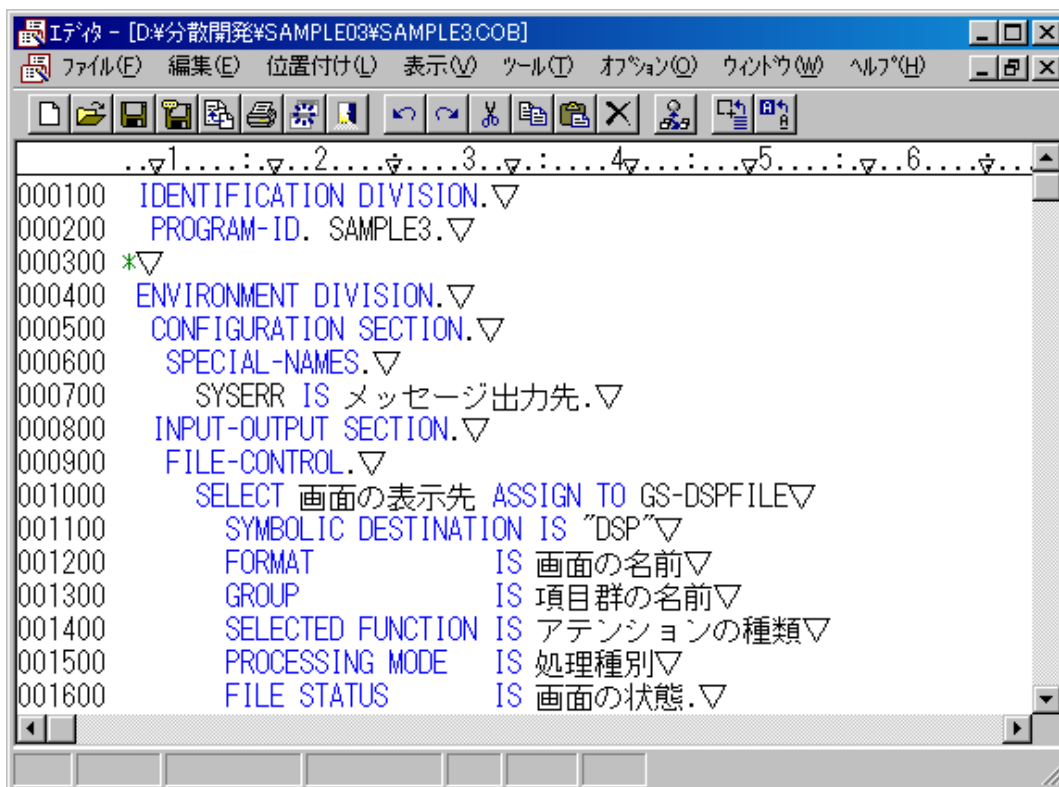 ｴﾃﾞｨﾀ - [D:¥分散開発¥SAMPLE03¥SAMPLE3.COB]
ﾌｧｲﾙ(F) 編集(E) 位置付け(L) 表示(V) ﾂｰﾙ(T) ｵﾌﾟｼｮﾝ(O) ｳｨﾝﾄﾞｳ(W) ﾍﾙﾌﾟ(H)
..▽1....:.▽..2....▽....3..▽.:....4▽...:...▽5....:.▽..6....▽...
000100 IDENTIFICATION DIVISION.▽
000200 PROGRAM-ID. SAMPLE3.▽
000300 *▽
000400 ENVIRONMENT DIVISION.▽
000500 CONFIGURATION SECTION.▽
000600 SPECIAL-NAMES.▽
000700 SYSERR IS メッセージ出力先.▽
000800 INPUT-OUTPUT SECTION.▽
000900 FILE-CONTROL.▽
001000 SELECT 画面の表示先 ASSIGN TO GS-DSPFILE▽
001100 SYMBOLIC DESTINATION IS "DSP"▽
001200 FORMAT IS 画面の名前▽
001300 GROUP IS 項目群の名前▽
001400 SELECTED FUNCTION IS アテンションの種類▽
001500 PROCESSING MODE IS 処理種別▽
001600 FILE STATUS IS 画面の状態.▽